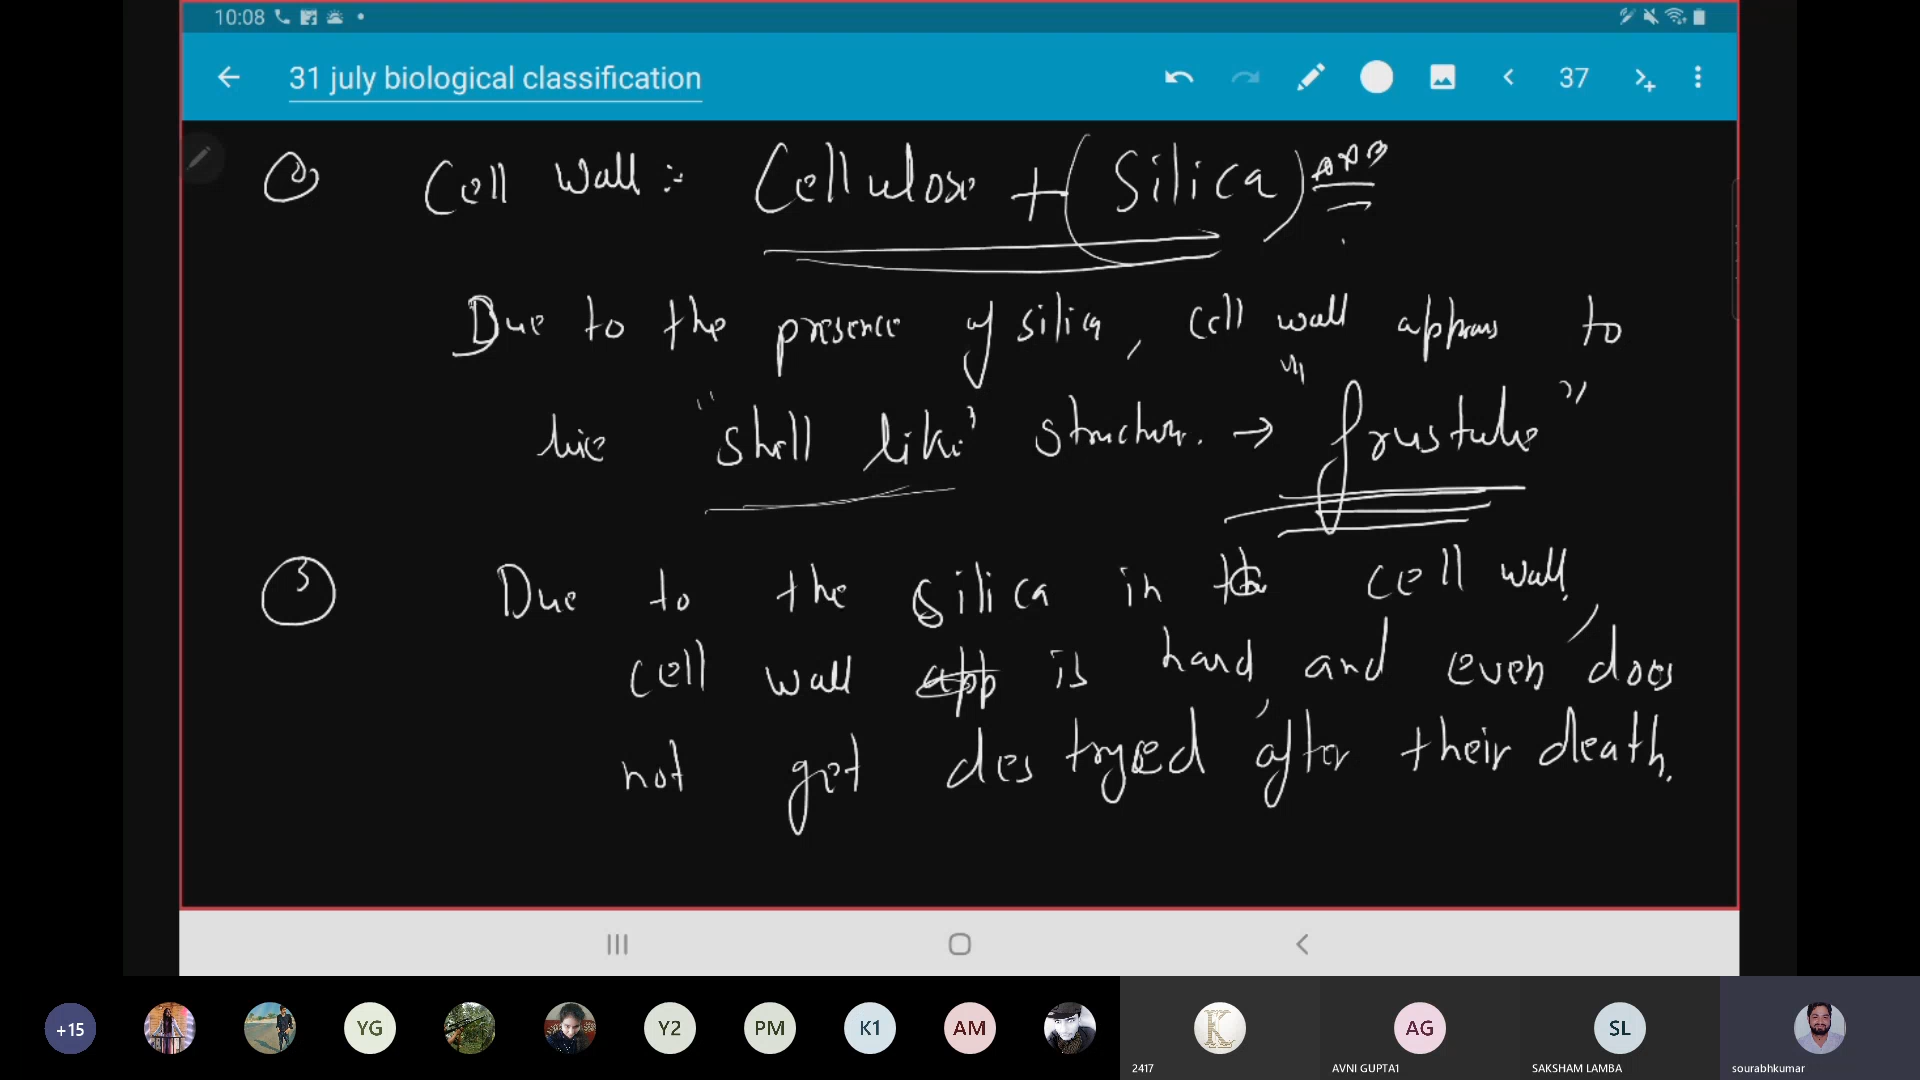 10:08
31 july biological classification
37
② Cell Wall :- Cellulose + (Silica)
Due to the presence of silica, cell wall appears to
be "shell like" structure. → "frustule"
③ Due to the silica in the cell wall,
cell wall is hard and even does
not get destryed after their death.
+15
YG
Y2
PM
K1
AM
K
2417
AG
AVNI GUPTA1
SL
SAKSHAM LAMBA
sourabhkumar